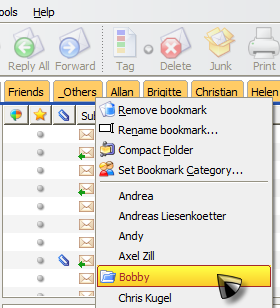 ools Help
Reply All Forward Tag Delete Junk Print
Friends _Others Allan Brigitte Christian Helen
Sul
Remove bookmark
Rename bookmark...
Compact Folder
Set Bookmark Category...
Andrea
Andreas Liesenkoetter
Andy
Axel Zill
Bobby
Chris Kugel